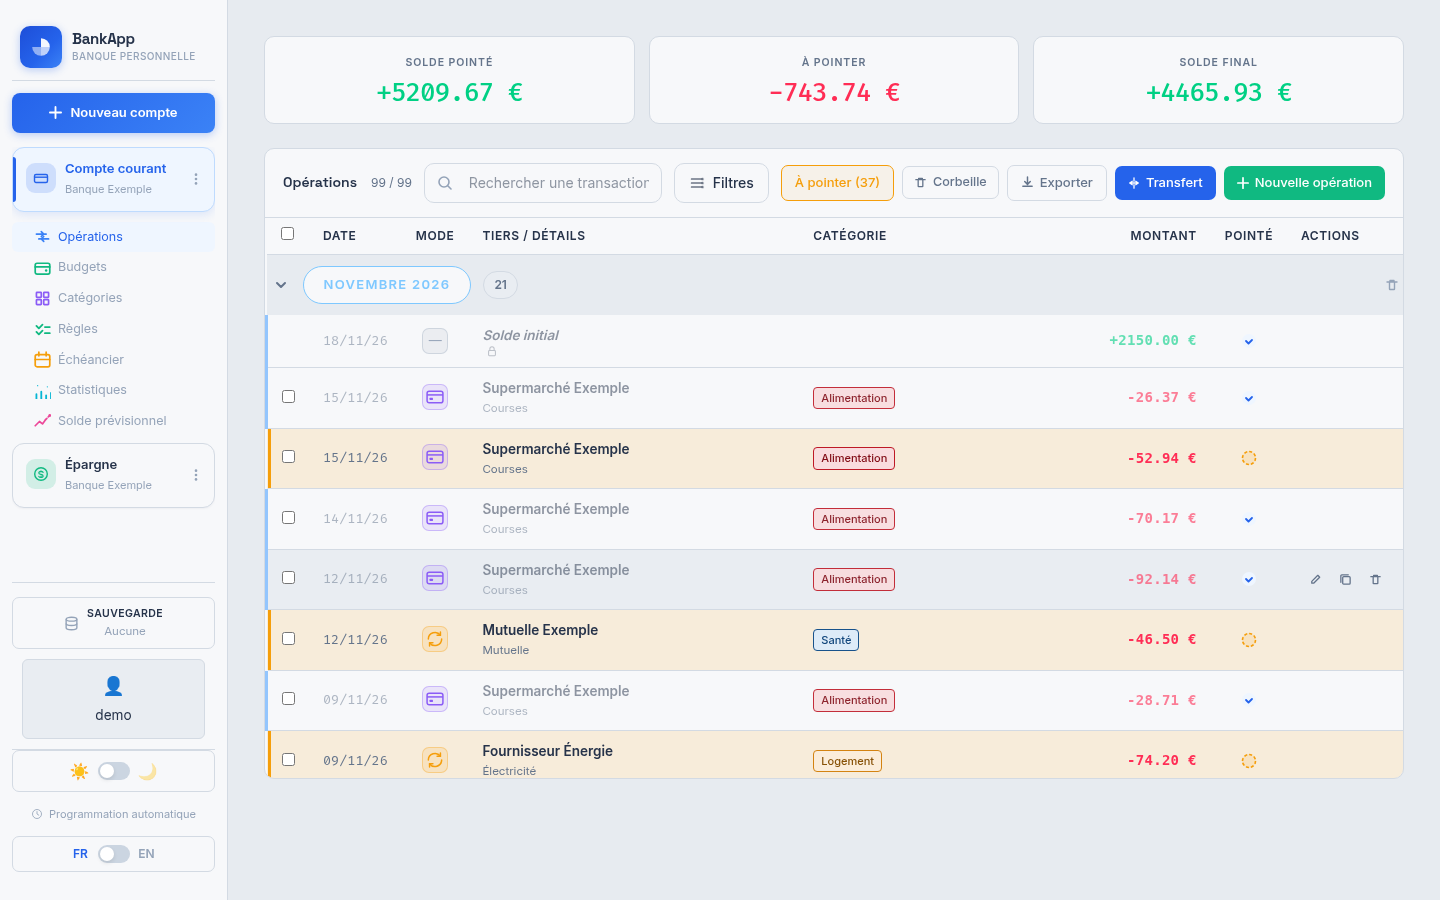 BankApp
BANQUE PERSONNELLE
Nouveau compte
Compte courant
Banque Exemple
Opérations
Budgets
Catégories
Règles
Échéancier
Statistiques
Solde prévisionnel
Épargne
Banque Exemple
SAUVEGARDE
Aucune
demo
Programmation automatique
FR EN
SOLDE POINTÉ
+5209.67 €
À POINTER
-743.74 €
SOLDE FINAL
+4465.93 €
Opérations 99 / 99 Rechercher une transaction Filtres À pointer (37) Corbeille Exporter Transfert Nouvelle opération
DATE MODE TIERS / DÉTAILS CATÉGORIE MONTANT POINTÉ ACTIONS
NOVEMBRE 2026 21
18/11/26 — Solde initial +2150.00 €
15/11/26 Supermarché Exemple Alimentation -26.37 €
Courses
15/11/26 Supermarché Exemple Alimentation -52.94 €
Courses
14/11/26 Supermarché Exemple Alimentation -70.17 €
Courses
12/11/26 Supermarché Exemple Alimentation -92.14 €
Courses
12/11/26 Mutuelle Exemple Santé -46.50 €
Mutuelle
09/11/26 Supermarché Exemple Alimentation -28.71 €
Courses
09/11/26 Fournisseur Énergie Logement -74.20 €
Électricité